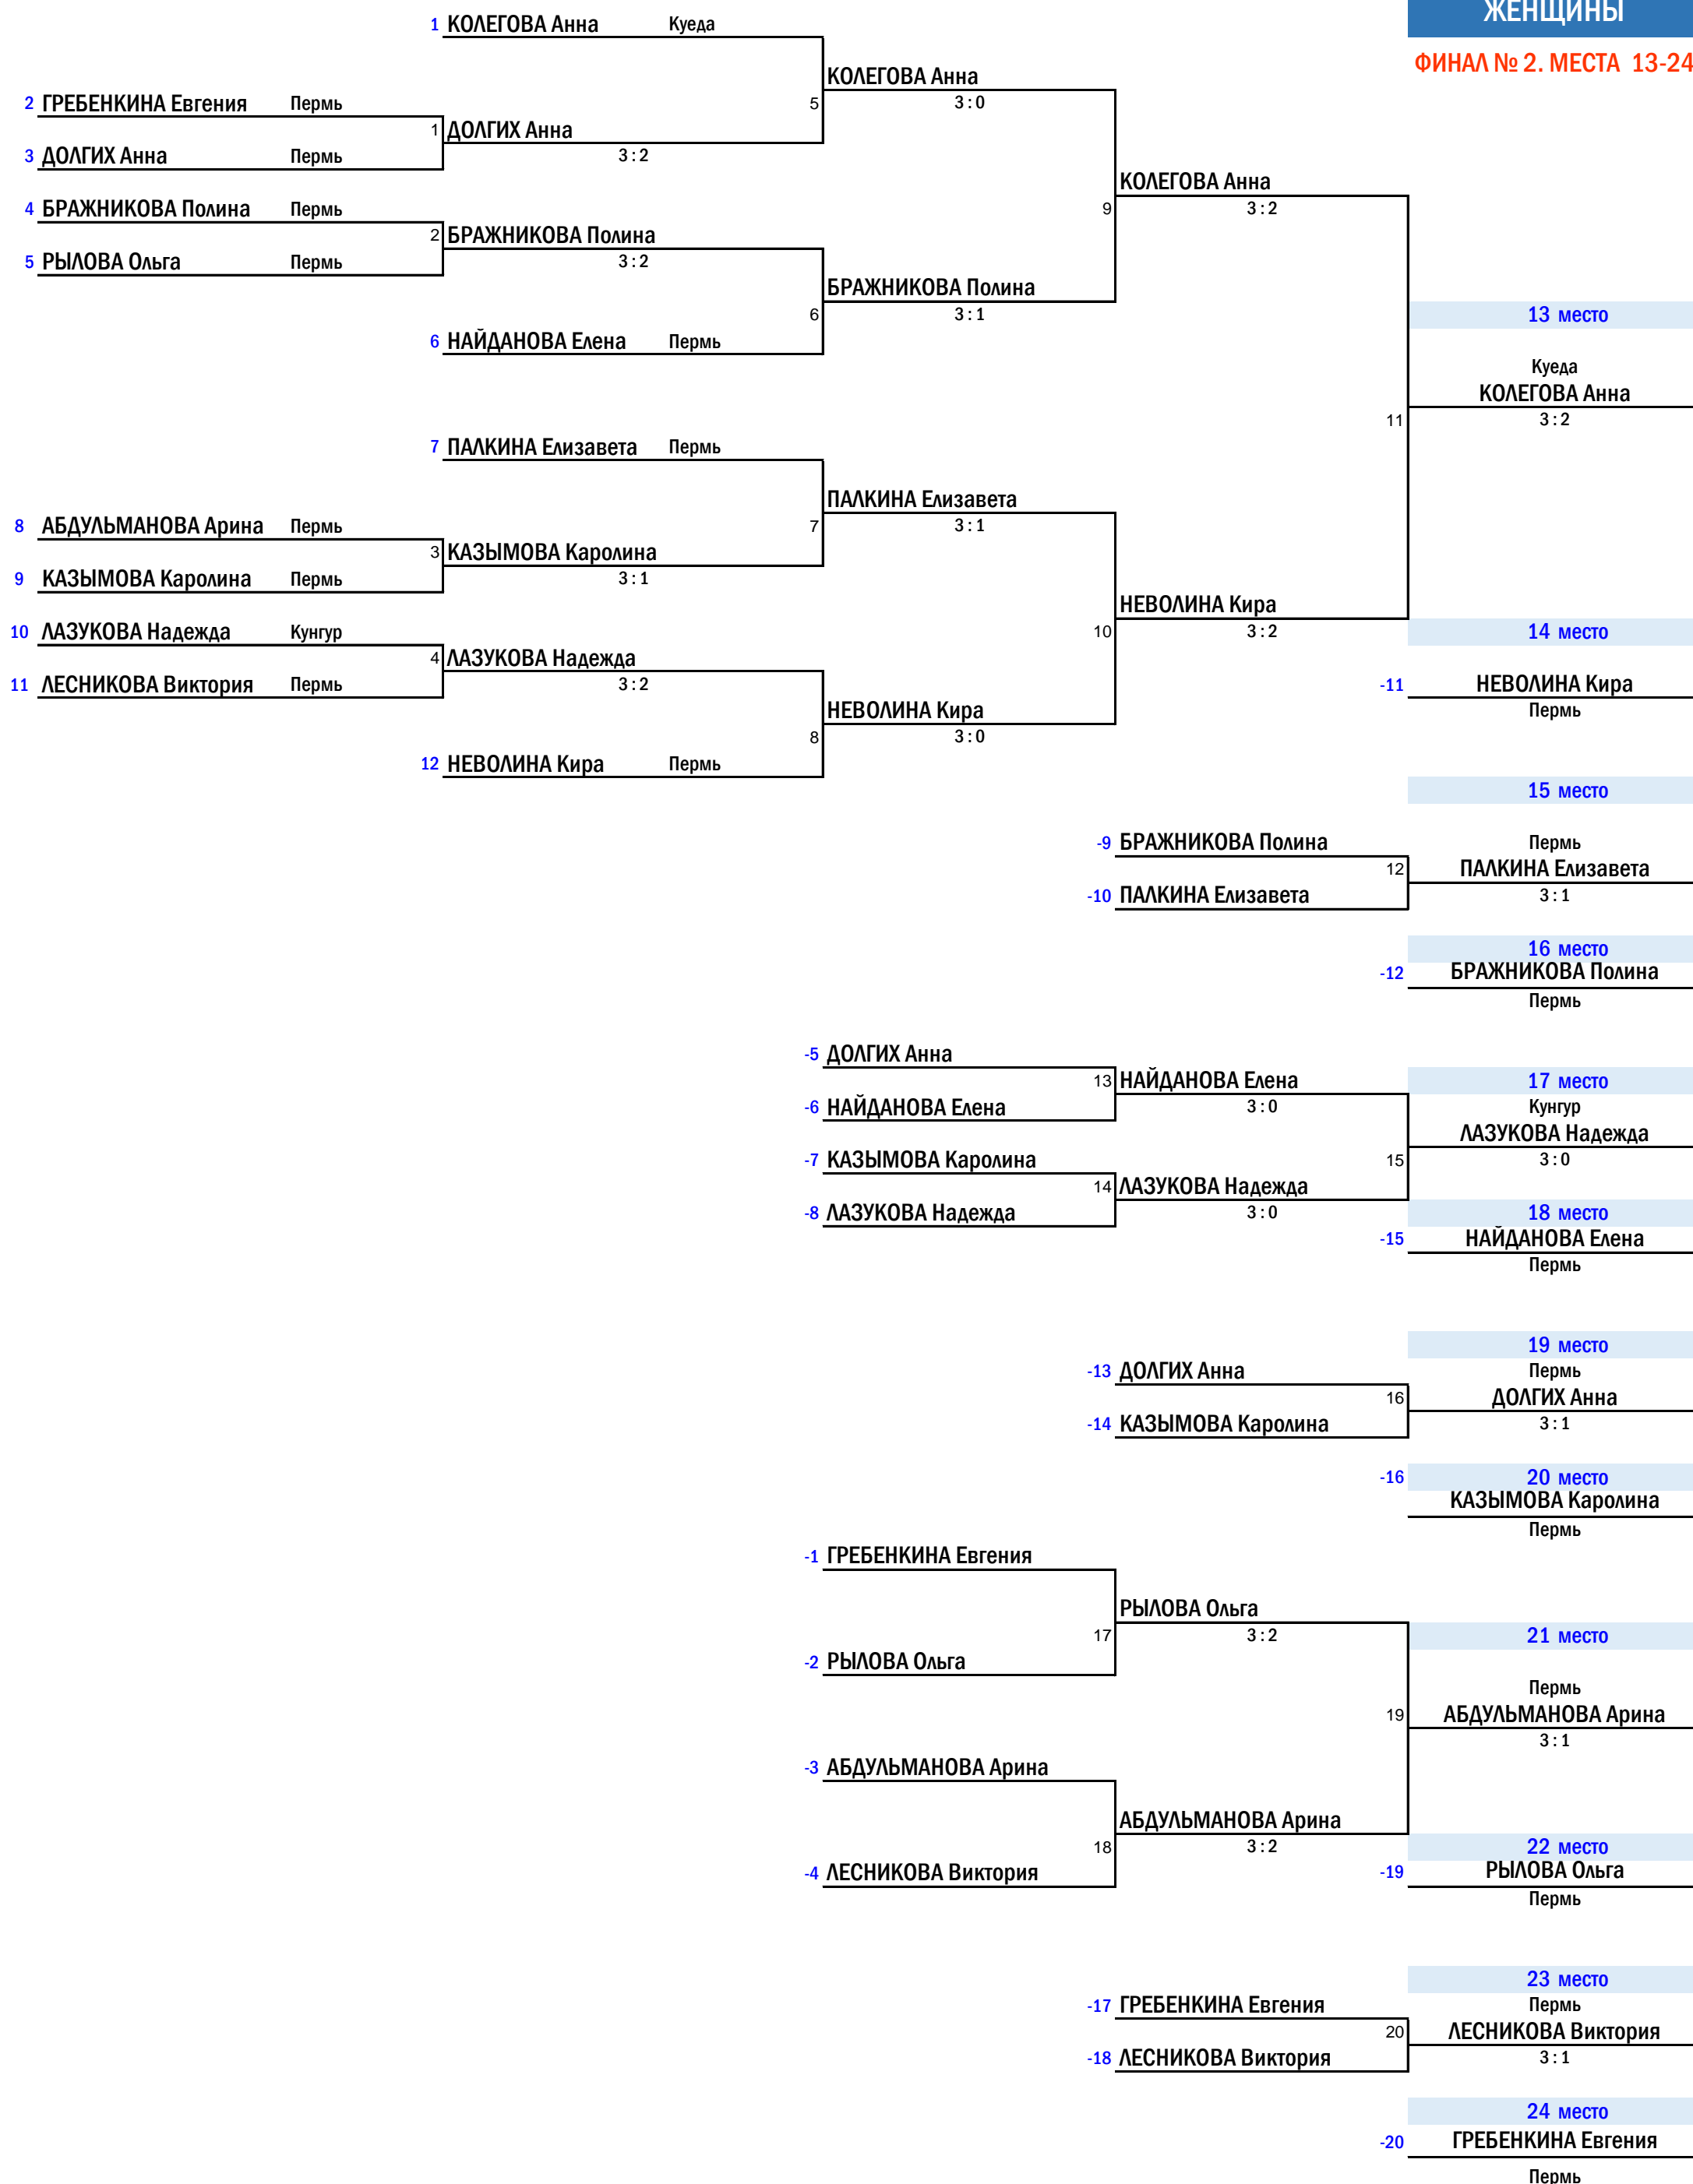 ЖЕНЩИНЫ
1 КОЛЕГОВА Анна Куеда
ФИНАЛ № 2. МЕСТА 13-24
КОЛЕГОВА Анна
2 ГРЕБЕНКИНА Евгения Пермь 5 3 : 0
1 ДОЛГИХ Анна
3 ДОЛГИХ Анна Пермь 3 : 2
КОЛЕГОВА Анна
4 БРАЖНИКОВА Полина Пермь 9 3 : 2
2 БРАЖНИКОВА Полина
5 РЫЛОВА Ольга Пермь 3 : 2
БРАЖНИКОВА Полина
6 3 : 1 13 место
6 НАЙДАНОВА Елена Пермь
Куеда
КОЛЕГОВА Анна
11 3 : 2
7 ПАЛКИНА Елизавета Пермь
ПАЛКИНА Елизавета
8 АБДУЛЬМАНОВА Арина Пермь 7 3 : 1
3 КАЗЫМОВА Каролина
9 КАЗЫМОВА Каролина Пермь 3 : 1
НЕВОЛИНА Кира
10 ЛАЗУКОВА Надежда Кунгур 10 3 : 2 14 место
4 ЛАЗУКОВА Надежда
11 ЛЕСНИКОВА Виктория Пермь 3 : 2 -11 НЕВОЛИНА Кира
НЕВОЛИНА Кира Пермь
8 3 : 0
12 НЕВОЛИНА Кира Пермь
15 место
-9 БРАЖНИКОВА Полина Пермь
12 ПАЛКИНА Елизавета
-10 ПАЛКИНА Елизавета 3 : 1
16 место
-12 БРАЖНИКОВА Полина
Пермь
-5 ДОЛГИХ Анна
13 НАЙДАНОВА Елена 17 место
-6 НАЙДАНОВА Елена 3 : 0 Кунгур
ЛАЗУКОВА Надежда
-7 КАЗЫМОВА Каролина 15 3 : 0
14 ЛАЗУКОВА Надежда
-8 ЛАЗУКОВА Надежда 3 : 0 18 место
-15 НАЙДАНОВА Елена
Пермь
19 место
-13 ДОЛГИХ Анна Пермь
16 ДОЛГИХ Анна
-14 КАЗЫМОВА Каролина 3 : 1
-16 20 место
КАЗЫМОВА Каролина
Пермь
-1 ГРЕБЕНКИНА Евгения
РЫЛОВА Ольга
17 3 : 2 21 место
-2 РЫЛОВА Ольга
Пермь
19 АБДУЛЬМАНОВА Арина
3 : 1
-3 АБДУЛЬМАНОВА Арина
АБДУЛЬМАНОВА Арина
18 3 : 2 22 место
-4 ЛЕСНИКОВА Виктория -19 РЫЛОВА Ольга
Пермь
23 место
-17 ГРЕБЕНКИНА Евгения Пермь
20 ЛЕСНИКОВА Виктория
-18 ЛЕСНИКОВА Виктория 3 : 1
24 место
-20 ГРЕБЕНКИНА Евгения
Пермь